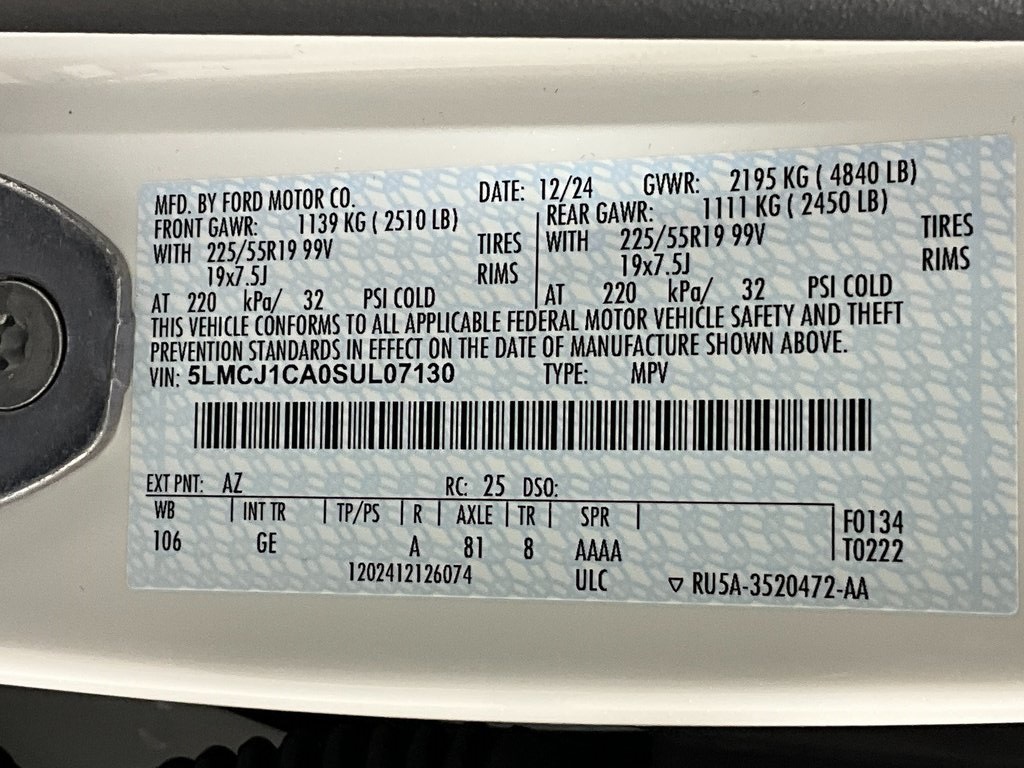 MFD. BY FORD MOTOR CO. DATE: 12/24 GVWR: 2195 KG ( 4840 LB)
FRONT GAWR: 1139 KG ( 2510 LB) REAR GAWR: 1111 KG ( 2450 LB)
WITH 225/55R19 99V TIRES WITH 225/55R19 99V TIRES
19x7.5J RIMS 19x7.5J RIMS
AT 220 kPa/ 32 PSI COLD AT 220 kPa/ 32 PSI COLD
THIS VEHICLE CONFORMS TO ALL APPLICABLE FEDERAL MOTOR VEHICLE SAFETY AND THEFT
PREVENTION STANDARDS IN EFFECT ON THE DATE OF MANUFACTURE SHOWN ABOVE.
VIN: 5LMCJ1CA0SUL07130 TYPE: MPV
EXT PNT: AZ RC: 25 DSO:
WB INT TR TP/PS R AXLE TR SPR F0134
106 GE A 81 8 AAAA T0222
1202412126074 ULC ▽ RU5A-3520472-AA